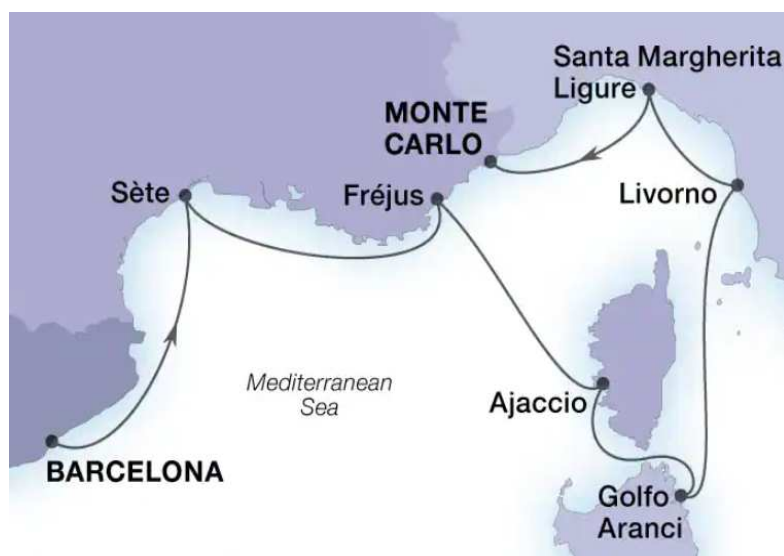 Santa Margherita
Ligure
MONTE
CARLO
Sète
Fréjus
Livorno
Mediterranean
Sea
Ajaccio
BARCELONA
Golfo
Aranci